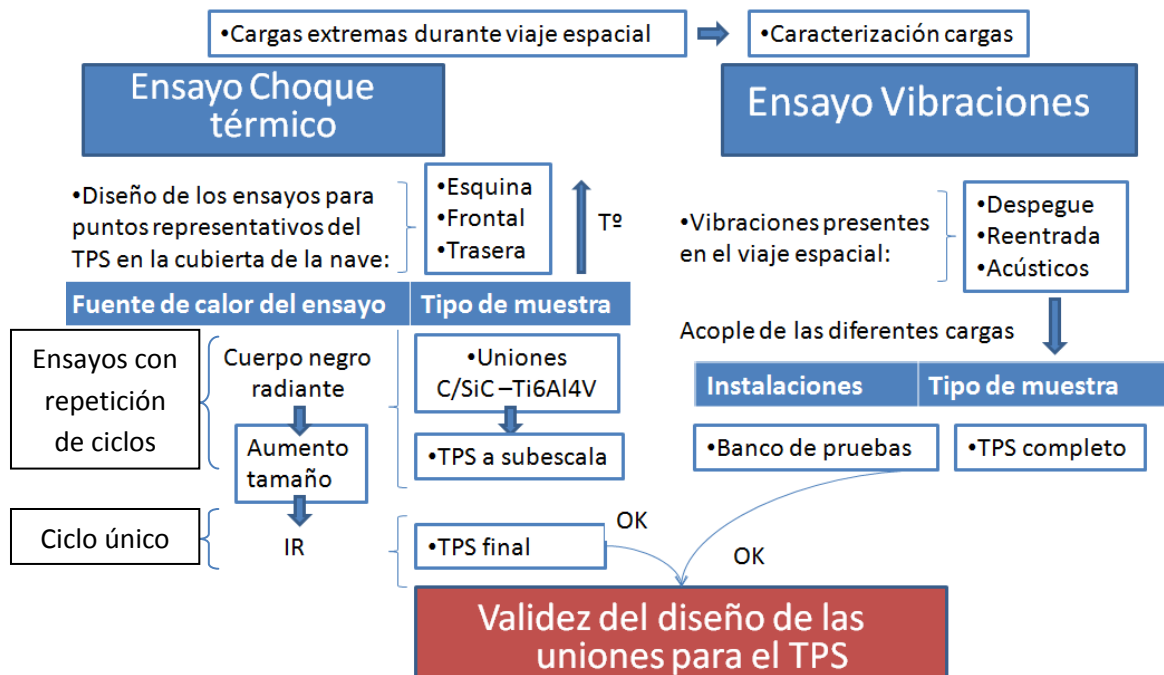 •Cargas extremas durante viaje espacial
•Caracterización cargas
Ensayo Choque
térmico
Ensayo Vibraciones
•Diseño de los ensayos para
puntos representativos del
TPS en la cubierta de la nave:
•Esquina
•Frontal
•Trasera
Tº
•Vibraciones presentes
en el viaje espacial:
•Despegue
•Reentrada
•Acústicos
Fuente de calor del ensayo
Tipo de muestra
Ensayos con
repetición
de ciclos
Cuerpo negro
radiante
Aumento
tamaño
•Uniones
C/SiC –Ti6Al4V
•TPS a subescala
Acople de las diferentes cargas
Instalaciones
Tipo de muestra
•Banco de pruebas
•TPS completo
Ciclo único
IR
•TPS final
OK
OK
Validez del diseño de las
uniones para el TPS